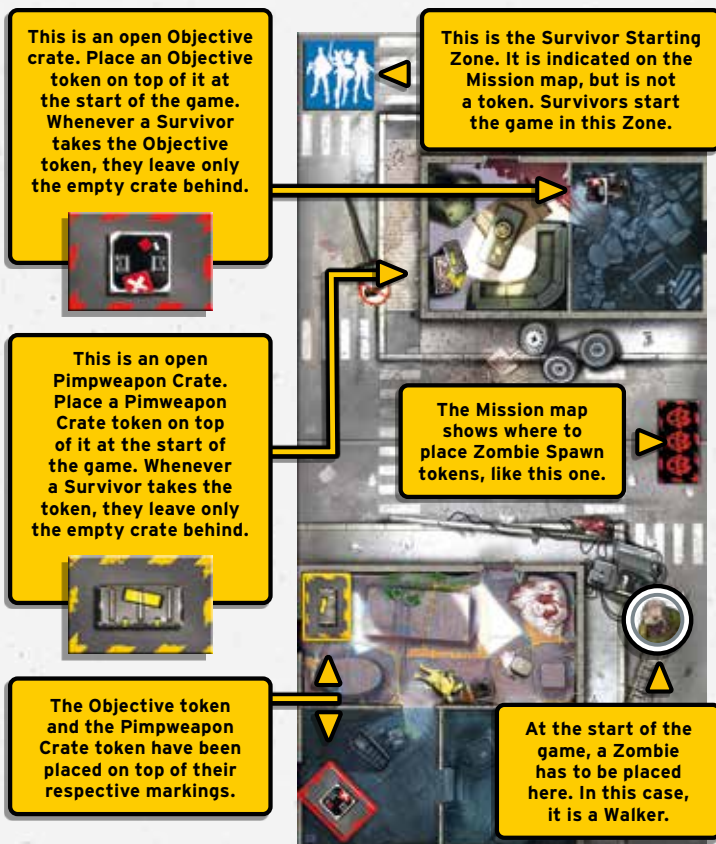 This is an open Objective
crate. Place an Objective
token on top of it at
the start of the game.
Whenever a Survivor
takes the Objective
token, they leave only
the empty crate behind.
This is the Survivor Starting
Zone. It is indicated on the
Mission map, but is not
a token. Survivors start
the game in this Zone.
This is an open
Pimpweapon Crate.
Place a Pimweapon
Crate token on top
of it at the start of
the game. Whenever
a Survivor takes the
token, they leave only
the empty crate behind.
The Mission map
shows where to
place Zombie Spawn
tokens, like this one.
The Objective token
and the Pimpweapon
Crate token have been
placed on top of their
respective markings.
At the start of the
game, a Zombie
has to be placed
here. In this case,
it is a Walker.